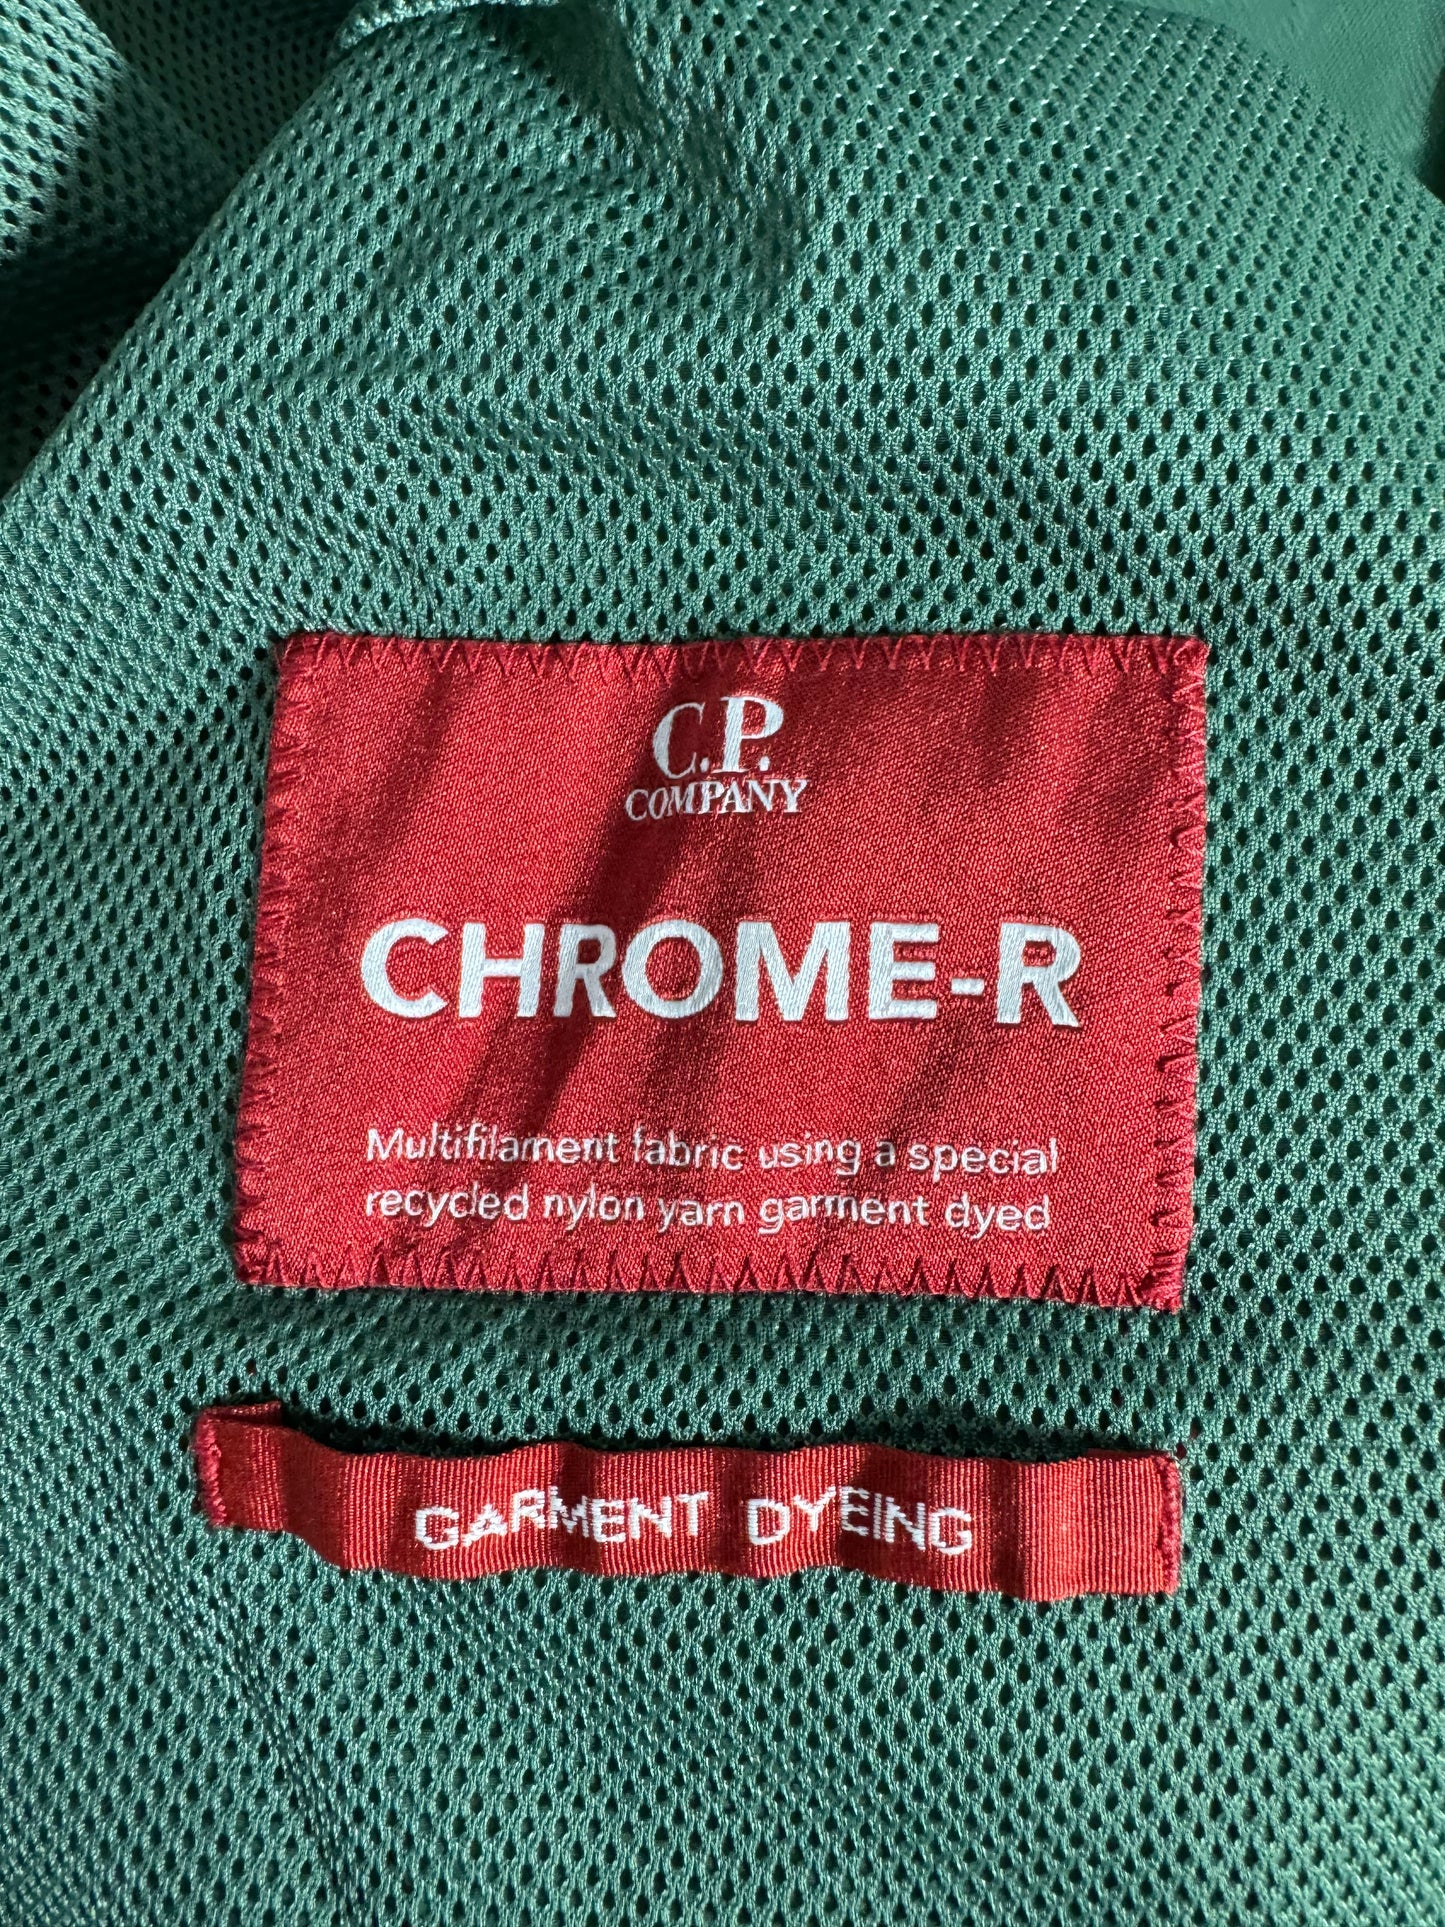 C.P.
COMPANY
CHROME-R
Multifilament fabric using a special
recycled nylon yarn garment dyed
GARMENT DYEING